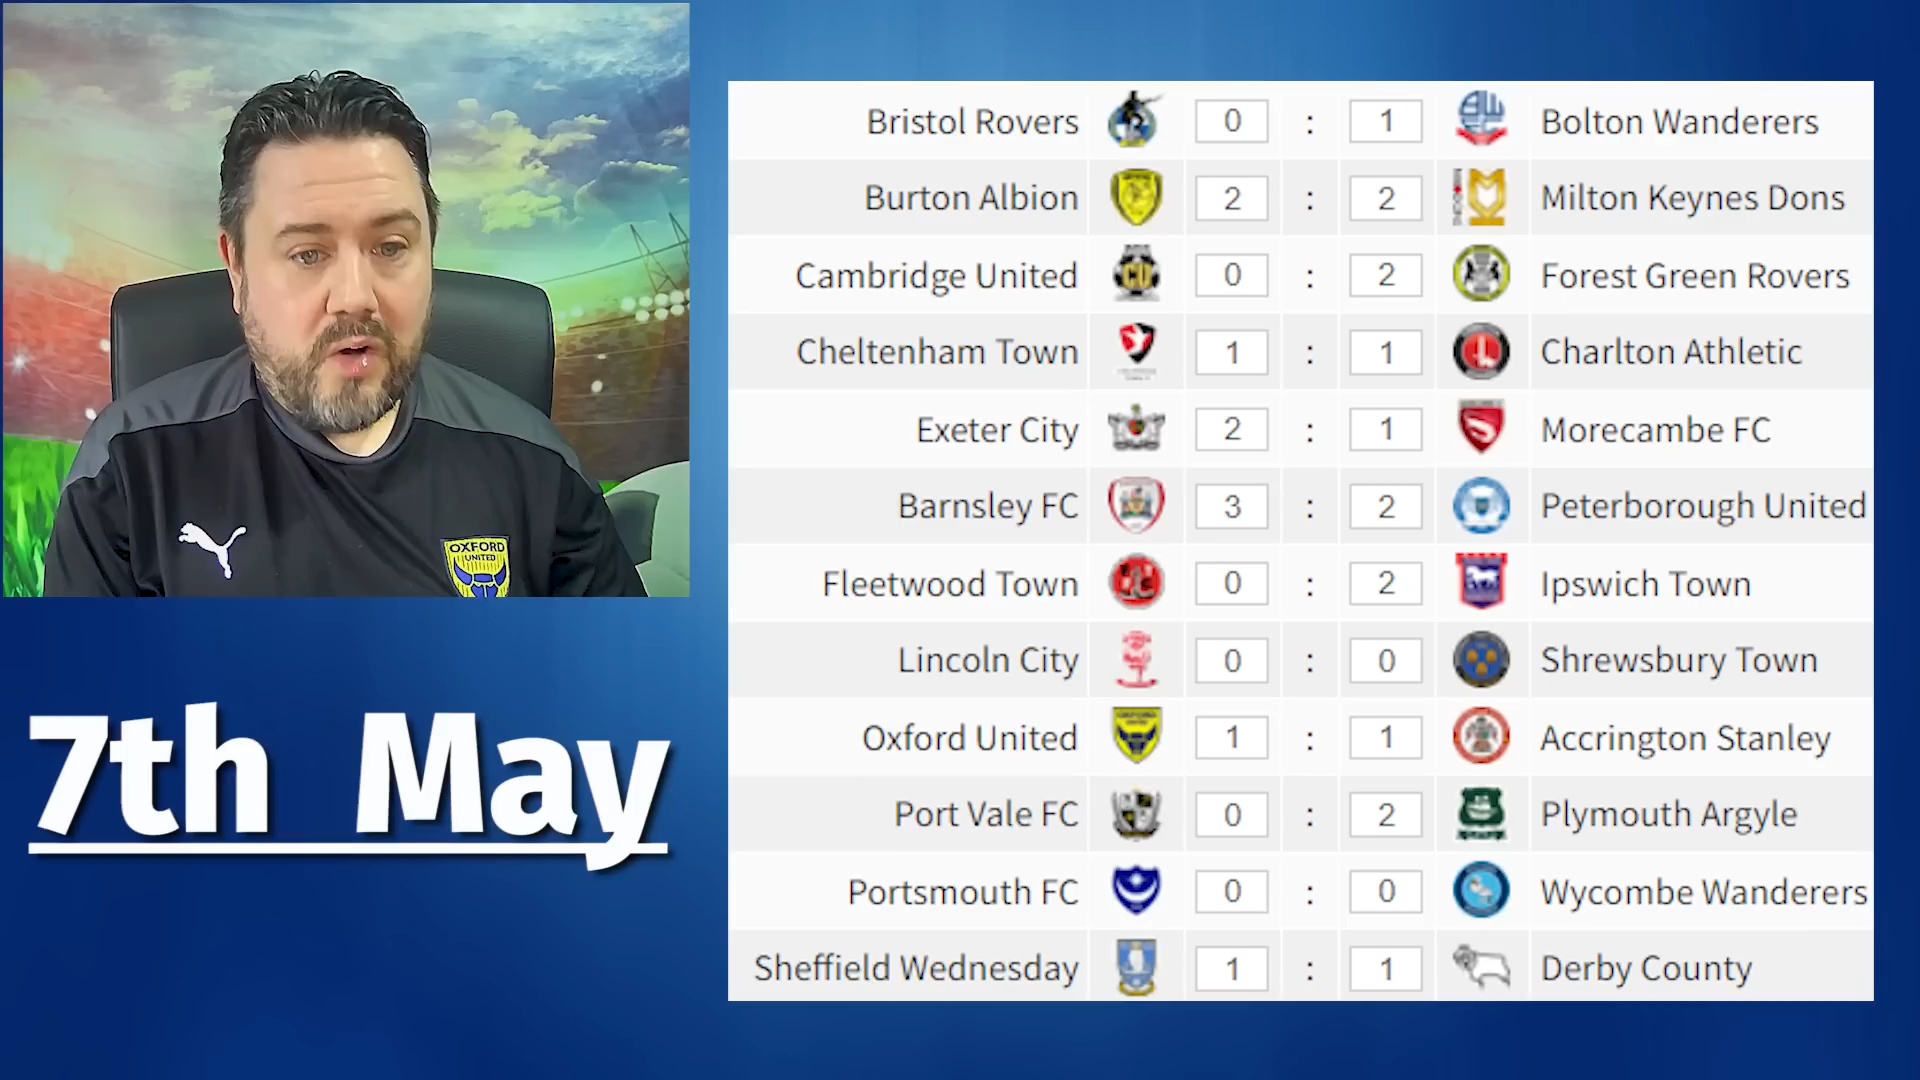 OXFORD
UNITED
7th May
Bristol Rovers 0 : 1 Bolton Wanderers
Burton Albion 2 : 2 Milton Keynes Dons
Cambridge United CU 0 : 2 Forest Green Rovers
Cheltenham Town 1 : 1 Charlton Athletic
Exeter City 2 : 1 Morecambe FC
Barnsley FC 3 : 2 Peterborough United
Fleetwood Town 0 : 2 Ipswich Town
Lincoln City 0 : 0 Shrewsbury Town
Oxford United 1 : 1 Accrington Stanley
Port Vale FC 0 : 2 Plymouth Argyle
Portsmouth FC 0 : 0 Wycombe Wanderers
Sheffield Wednesday 1 : 1 Derby County